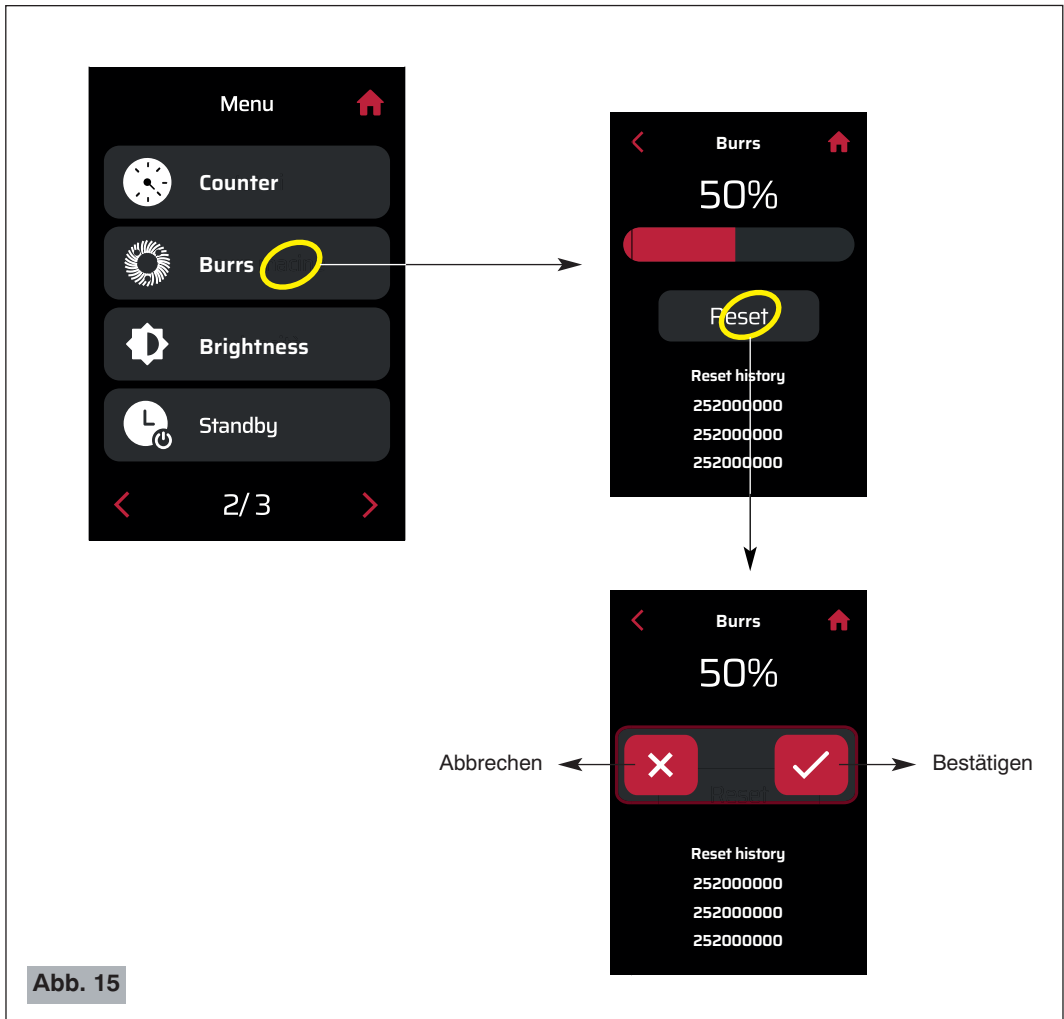 Menu
Counter
Burrs
Brightness
Standby
2/3
Burrs
50%
Reset
Reset history
252000000
252000000
252000000
Burrs
50%
Abbrechen
Bestätigen
Reset
Reset history
252000000
252000000
252000000
Abb. 15